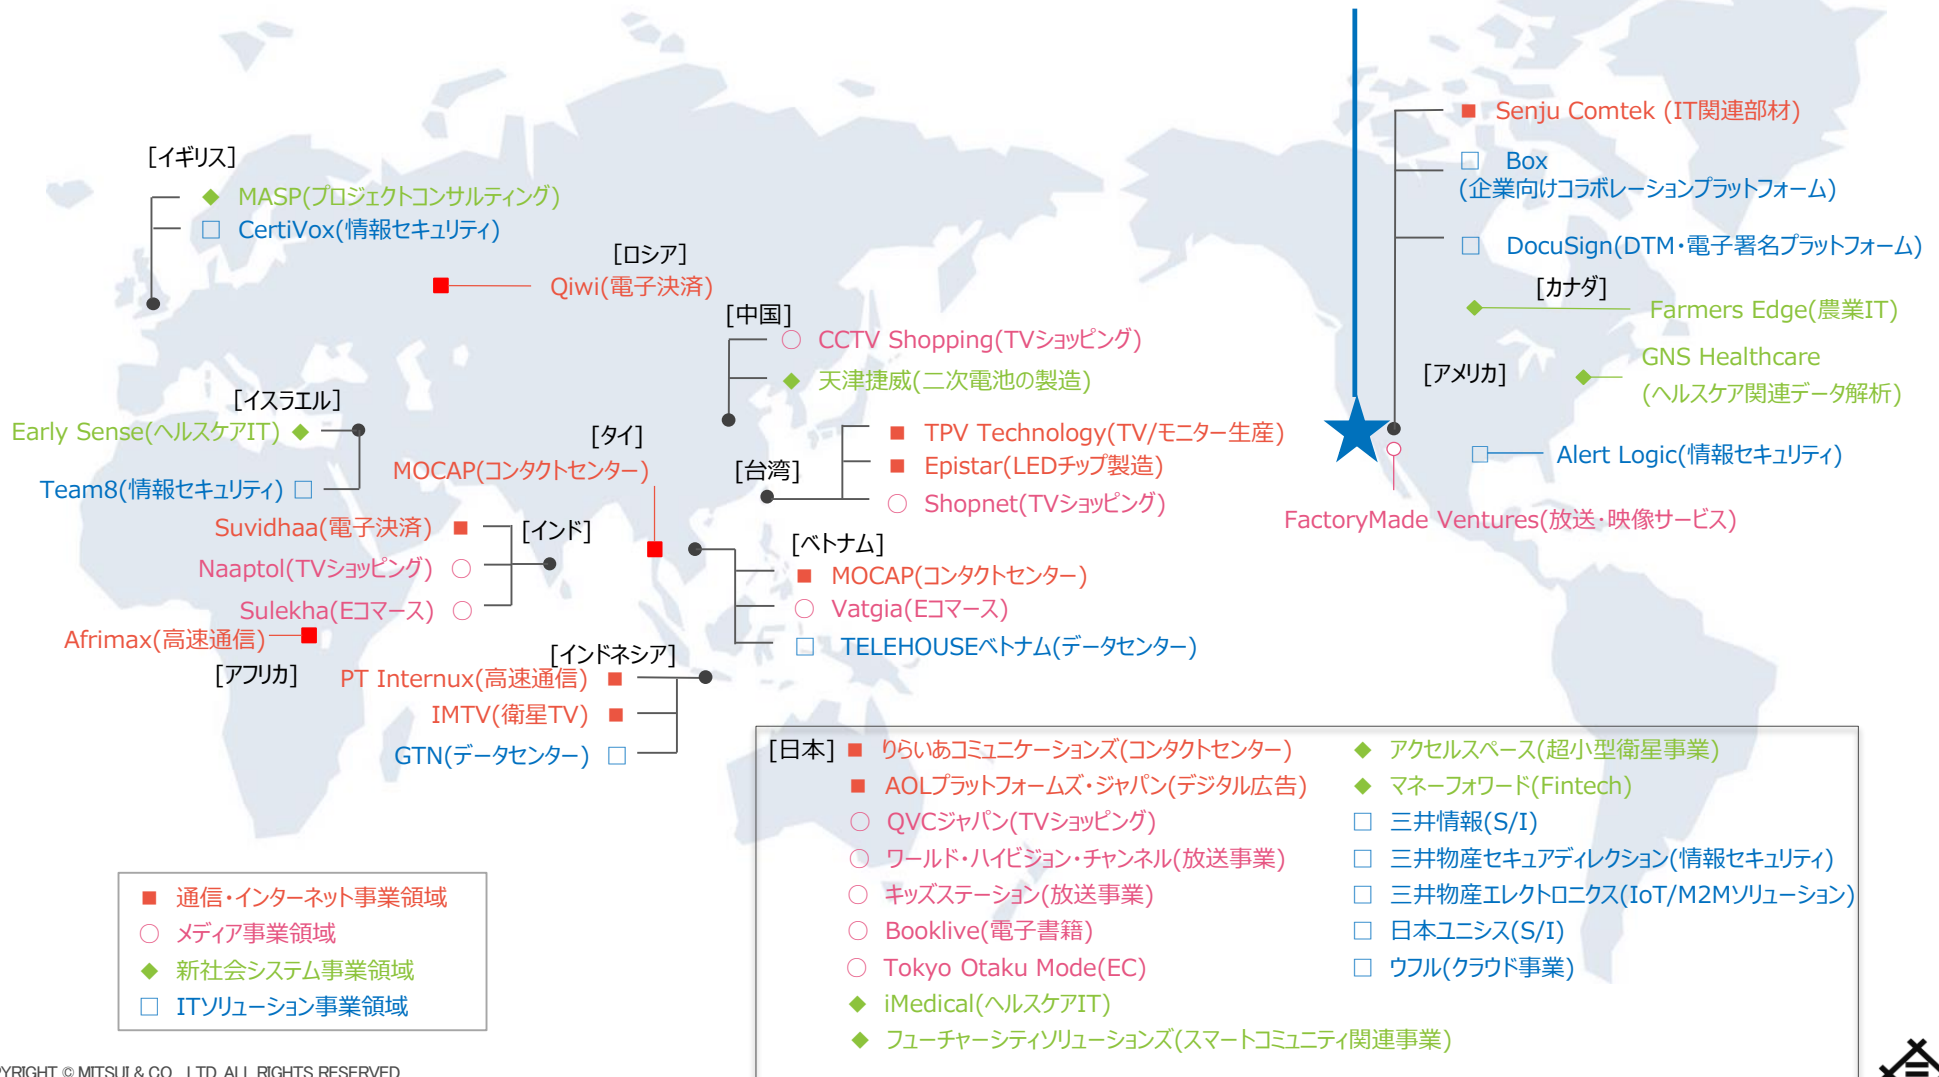 [イギリス]
◆ MASP(プロジェクトコンサルティング)
□ CertiVox(情報セキュリティ)
[ロシア]
Qiwi(電子決済)
[中国]
○ CCTV Shopping(TVショッピング)
◆ 天津捷威(二次電池の製造)
[イスラエル]
Early Sense(ヘルスケアIT) ◆
Team8(情報セキュリティ) □
[タイ]
MOCAP(コンタクトセンター)
[台湾]
■ TPV Technology(TV/モニター生産)
■ Epistar(LEDチップ製造)
○ Shopnet(TVショッピング)
[インド]
Suvidhaa(電子決済) ■
Naaptol(TVショッピング) ○
Sulekha(Eコマース) ○
[ベトナム]
■ MOCAP(コンタクトセンター)
○ Vatgia(Eコマース)
□ TELEHOUSEベトナム(データセンター)
Afrimax(高速通信)
[アフリカ]
[インドネシア]
PT Internux(高速通信) ■
IMTV(衛星TV) ■
GTN(データセンター) □
■ Senju Comtek (IT関連部材)
□ Box
(企業向けコラボレーションプラットフォーム)
□ DocuSign(DTM・電子署名プラットフォーム)
[カナダ]
Farmers Edge(農業IT)
[アメリカ]
GNS Healthcare
(ヘルスケア関連データ解析)
Alert Logic(情報セキュリティ)
FactoryMade Ventures(放送・映像サービス)
[日本] ■ りらいあコミュニケーションズ(コンタクトセンター)
■ AOLプラットフォームズ・ジャパン(デジタル広告)
○ QVCジャパン(TVショッピング)
○ ワールド・ハイビジョン・チャンネル(放送事業)
○ キッズステーション(放送事業)
○ Booklive(電子書籍)
○ Tokyo Otaku Mode(EC)
◆ iMedical(ヘルスケアIT)
◆ フューチャーシティソリューションズ(スマートコミュニティ関連事業)
◆ アクセルスペース(超小型衛星事業)
◆ マネーフォワード(Fintech)
□ 三井情報(S/I)
□ 三井物産セキュアディレクション(情報セキュリティ)
□ 三井物産エレクトロニクス(IoT/M2Mソリューション)
□ 日本ユニシス(S/I)
□ ウフル(クラウド事業)
■ 通信・インターネット事業領域
○ メディア事業領域
◆ 新社会システム事業領域
□ ITソリューション事業領域
PYRIGHT © MITSUI & CO., LTD. ALL RIGHTS RESERVED